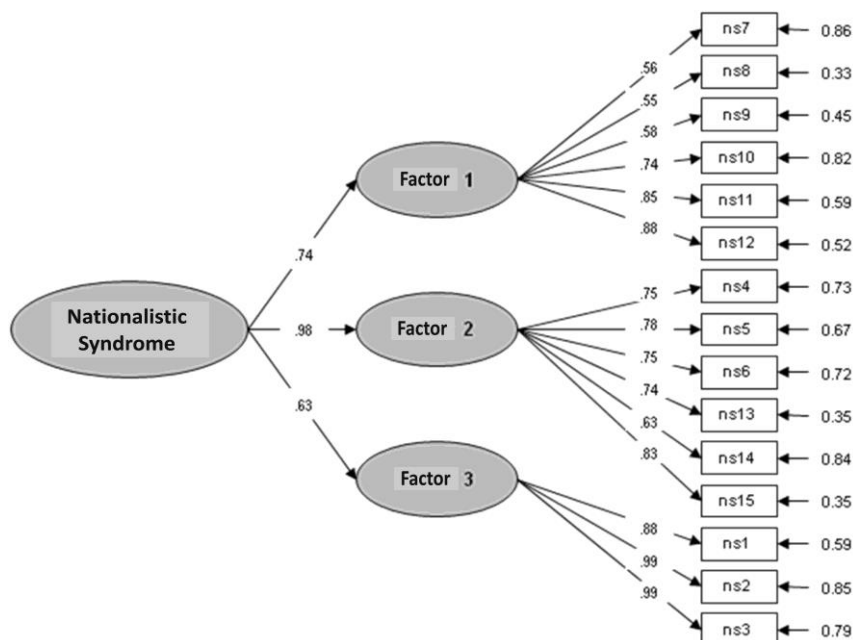 ns7 0.86
.56
ns8 0.33
.55
ns9 0.45
.58
Factor 1
.74
ns10 0.82
.85
ns11 0.59
.88
ns12 0.52
.74
ns4 0.73
.75
Nationalistic
Syndrome
.98
Factor 2
.78
ns5 0.67
.75
ns6 0.72
.74
ns13 0.35
.63
.63
ns14 0.84
.83
Factor 3
ns15 0.35
.88
ns1 0.59
.99
ns2 0.85
.99
ns3 0.79